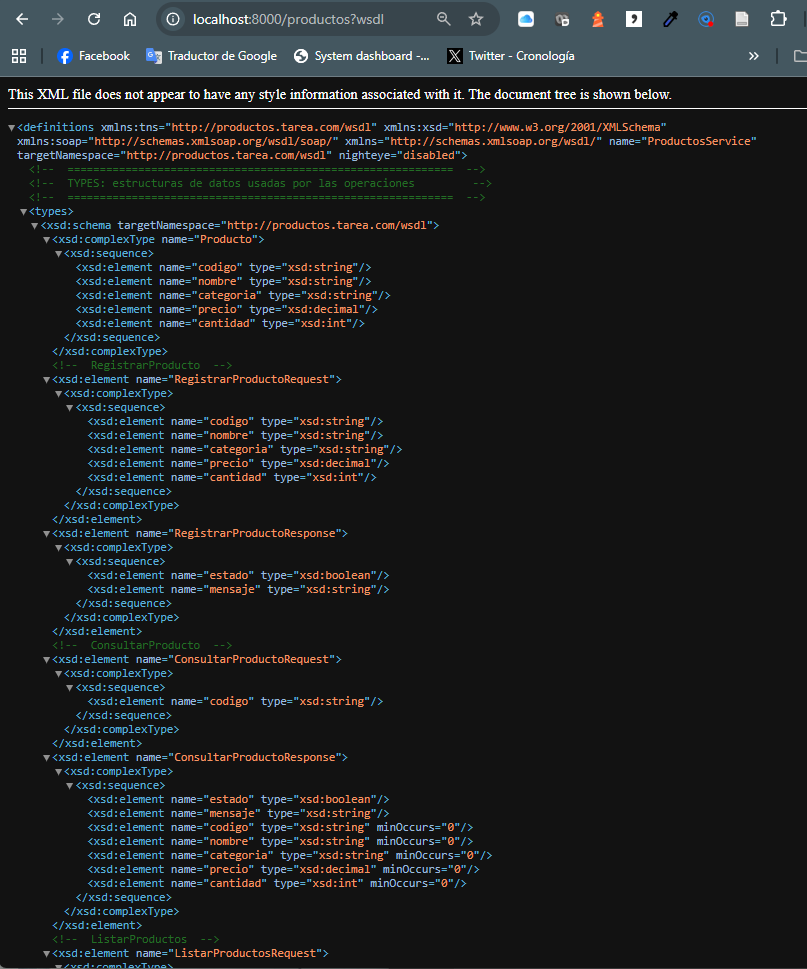 localhost:8000/productos?wsdl
Facebook Traductor de Google System dashboard -... Twitter - Cronología
This XML file does not appear to have any style information associated with it. The document tree is shown below.
<definitions xmlns:tns="http://productos.tarea.com/wsdl" xmlns:xsd="http://www.w3.org/2001/XMLSchema"
xmlns:soap="http://schemas.xmlsoap.org/wsdl/soap/" xmlns="http://schemas.xmlsoap.org/wsdl/" name="ProductosService"
targetNamespace="http://productos.tarea.com/wsdl" nighteye="disabled">
<!-- ======================================================== -->
<!-- TYPES: estructuras de datos usadas por las operaciones -->
<!-- ======================================================== -->
<types>
<xsd:schema targetNamespace="http://productos.tarea.com/wsdl">
<xsd:complexType name="Producto">
<xsd:sequence>
<xsd:element name="codigo" type="xsd:string"/>
<xsd:element name="nombre" type="xsd:string"/>
<xsd:element name="categoria" type="xsd:string"/>
<xsd:element name="precio" type="xsd:decimal"/>
<xsd:element name="cantidad" type="xsd:int"/>
</xsd:sequence>
</xsd:complexType>
<!-- RegistrarProducto -->
<xsd:element name="RegistrarProductoRequest">
<xsd:complexType>
<xsd:sequence>
<xsd:element name="codigo" type="xsd:string"/>
<xsd:element name="nombre" type="xsd:string"/>
<xsd:element name="categoria" type="xsd:string"/>
<xsd:element name="precio" type="xsd:decimal"/>
<xsd:element name="cantidad" type="xsd:int"/>
</xsd:sequence>
</xsd:complexType>
</xsd:element>
<xsd:element name="RegistrarProductoResponse">
<xsd:complexType>
<xsd:sequence>
<xsd:element name="estado" type="xsd:boolean"/>
<xsd:element name="mensaje" type="xsd:string"/>
</xsd:sequence>
</xsd:complexType>
</xsd:element>
<!-- ConsultarProducto -->
<xsd:element name="ConsultarProductoRequest">
<xsd:complexType>
<xsd:sequence>
<xsd:element name="codigo" type="xsd:string"/>
</xsd:sequence>
</xsd:complexType>
</xsd:element>
<xsd:element name="ConsultarProductoResponse">
<xsd:complexType>
<xsd:sequence>
<xsd:element name="estado" type="xsd:boolean"/>
<xsd:element name="mensaje" type="xsd:string"/>
<xsd:element name="codigo" type="xsd:string" minOccurs="0"/>
<xsd:element name="nombre" type="xsd:string" minOccurs="0"/>
<xsd:element name="categoria" type="xsd:string" minOccurs="0"/>
<xsd:element name="precio" type="xsd:decimal" minOccurs="0"/>
<xsd:element name="cantidad" type="xsd:int" minOccurs="0"/>
</xsd:sequence>
</xsd:complexType>
</xsd:element>
<!-- ListarProductos -->
<xsd:element name="ListarProductosRequest">
<xsd:complexType>